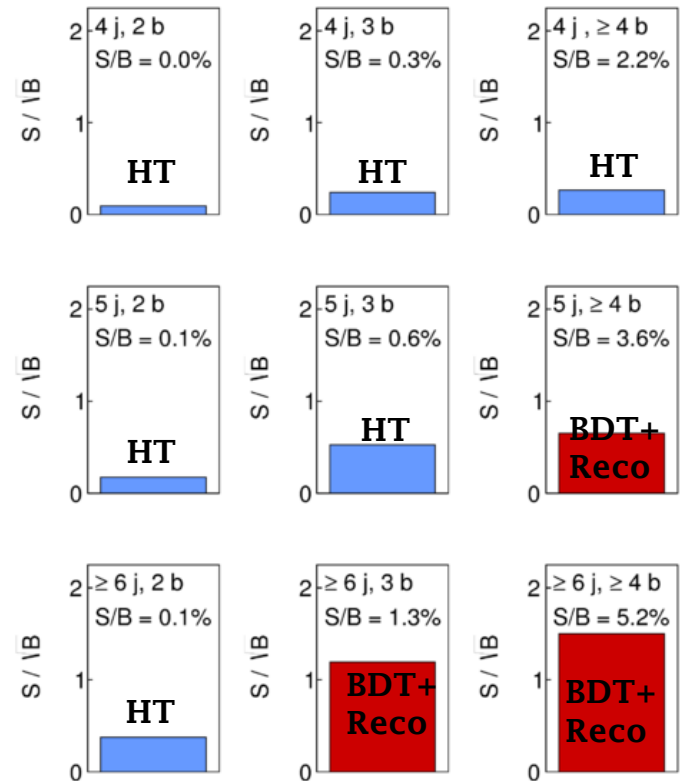 4 j, 2 b
S/B = 0.0%
HT
S / √B
2
1
0
4 j, 3 b
S/B = 0.3%
HT
S / √B
2
1
0
4 j , ≥ 4 b
S/B = 2.2%
HT
S / √B
2
1
0
5 j, 2 b
S/B = 0.1%
HT
S / √B
2
1
0
5 j, 3 b
S/B = 0.6%
HT
S / √B
2
1
0
5 j, ≥ 4 b
S/B = 3.6%
BDT+
Reco
S / √B
2
1
0
≥ 6 j, 2 b
S/B = 0.1%
HT
S / √B
2
1
0
≥ 6 j, 3 b
S/B = 1.3%
BDT+
Reco
S / √B
2
1
0
≥ 6 j, ≥ 4 b
S/B = 5.2%
BDT+
Reco
S / √B
2
1
0